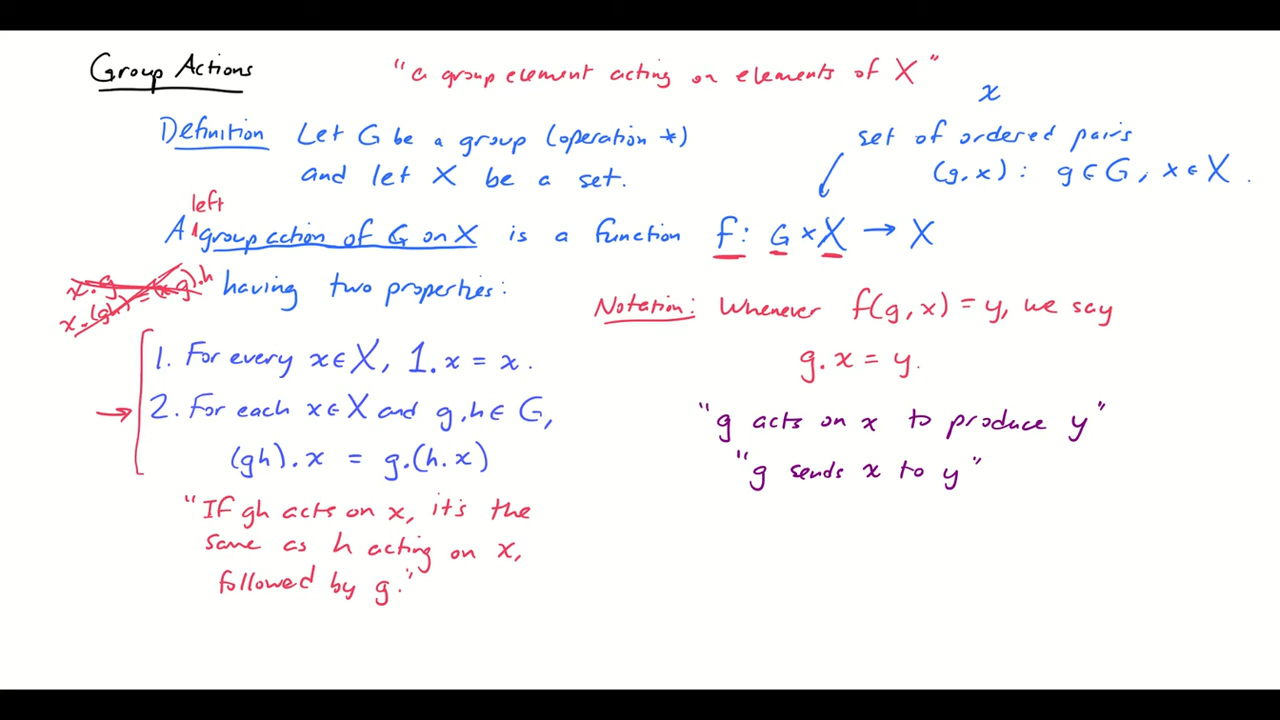 Group Actions
"a group element acting on elements of X"
x
Definition Let G be a group (operation *)
and let X be a set.
set of ordered pairs
(g,x) : g ∈ G, x ∈ X.
left
A group action of G on X is a function f: G × X → X
having two properties:
x.g
x.(gh) = (x.g).h
1. For every x ∈ X, 1.x = x.
2. For each x ∈ X and g,h ∈ G,
(gh).x = g.(h.x)
"If gh acts on x, it's the
same as h acting on x,
followed by g."
Notation: Whenever f(g,x) = y, we say
g.x = y.
"g acts on x to produce y"
"g sends x to y"